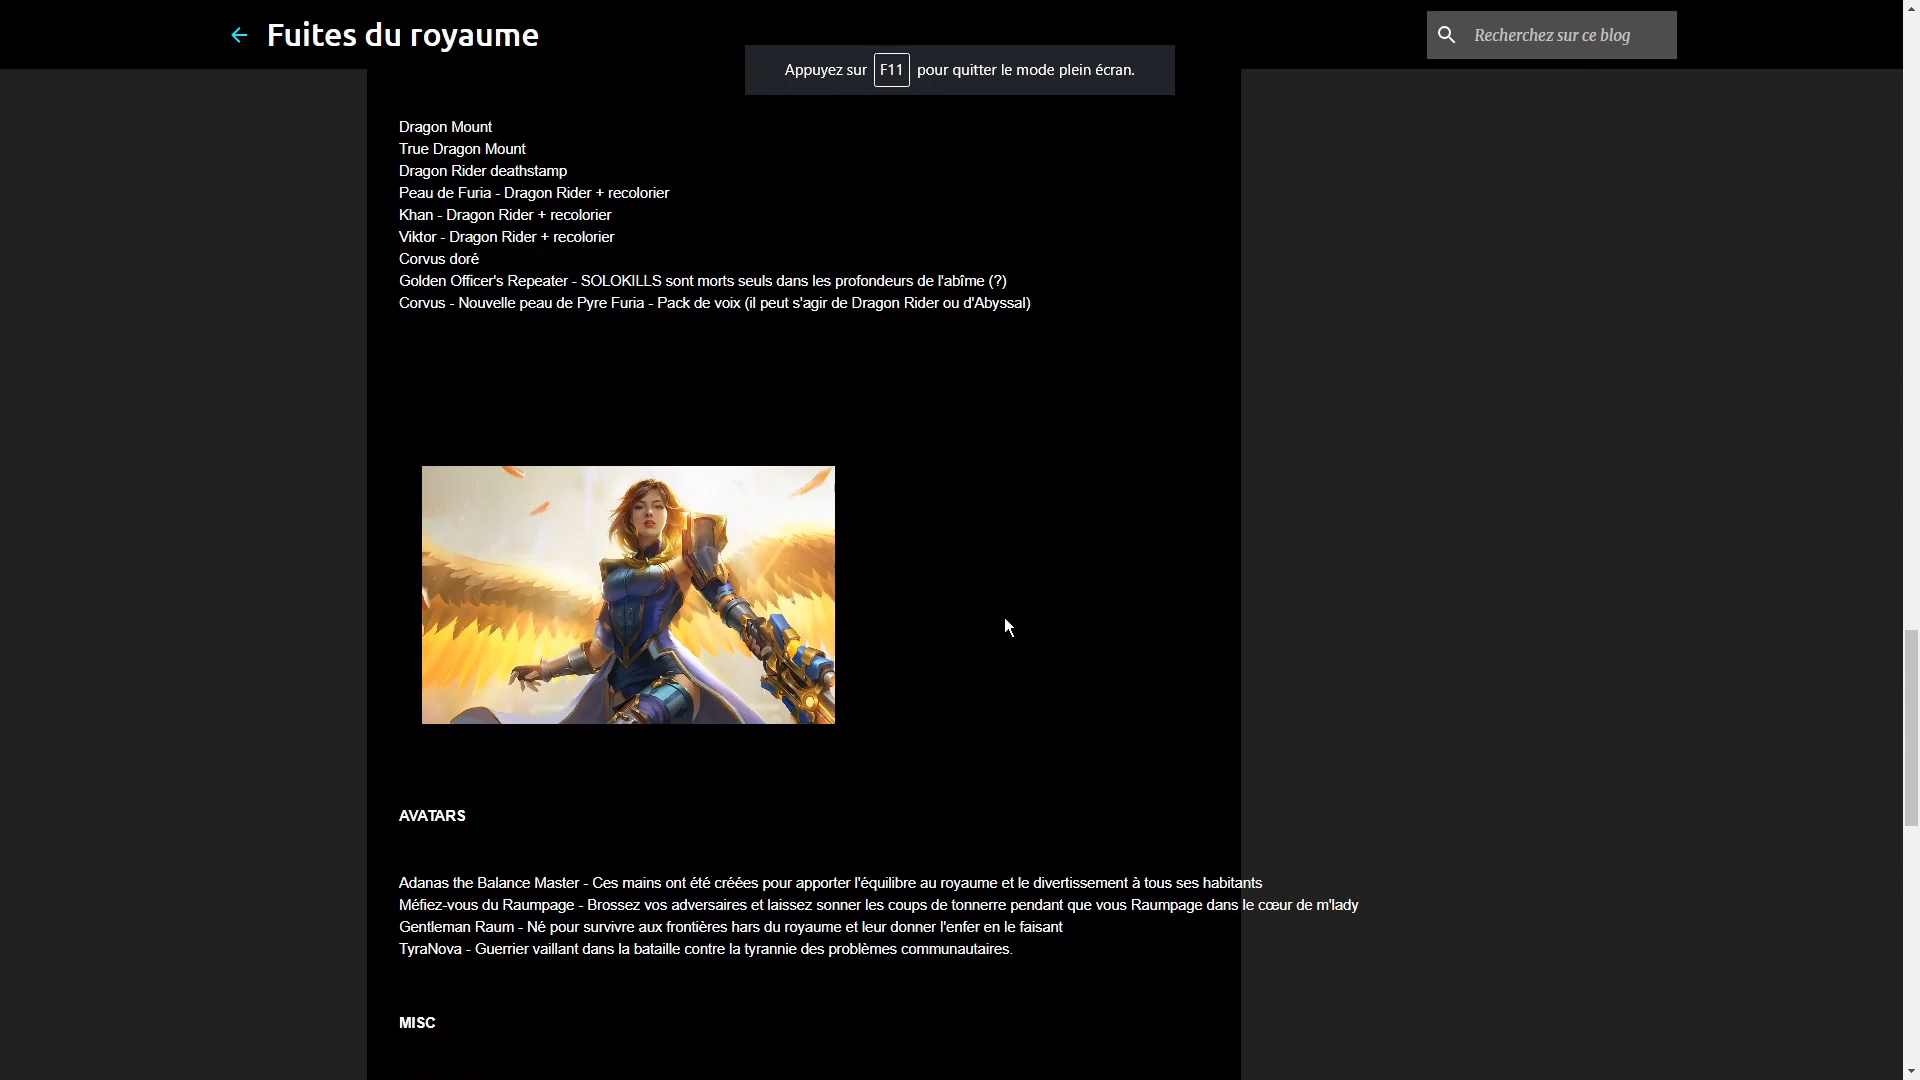 Fuites du royaume
Recherchez sur ce blog
Appuyez sur F11 pour quitter le mode plein écran.
Dragon Mount
True Dragon Mount
Dragon Rider deathstamp
Peau de Furia - Dragon Rider + recolorier
Khan - Dragon Rider + recolorier
Viktor - Dragon Rider + recolorier
Corvus doré
Golden Officer's Repeater - SOLOKILLS sont morts seuls dans les profondeurs de l'abîme (?)
Corvus - Nouvelle peau de Pyre Furia - Pack de voix (il peut s'agir de Dragon Rider ou d'Abyssal)
AVATARS
Adanas the Balance Master - Ces mains ont été créées pour apporter l'équilibre au royaume et le divertissement à tous ses habitants
Méfiez-vous du Raumpage - Brossez vos adversaires et laissez sonner les coups de tonnerre pendant que vous Raumpage dans le cœur de m'lady
Gentleman Raum - Né pour survivre aux frontières hars du royaume et leur donner l'enfer en le faisant
TyraNova - Guerrier vaillant dans la bataille contre la tyrannie des problèmes communautaires.
MISC